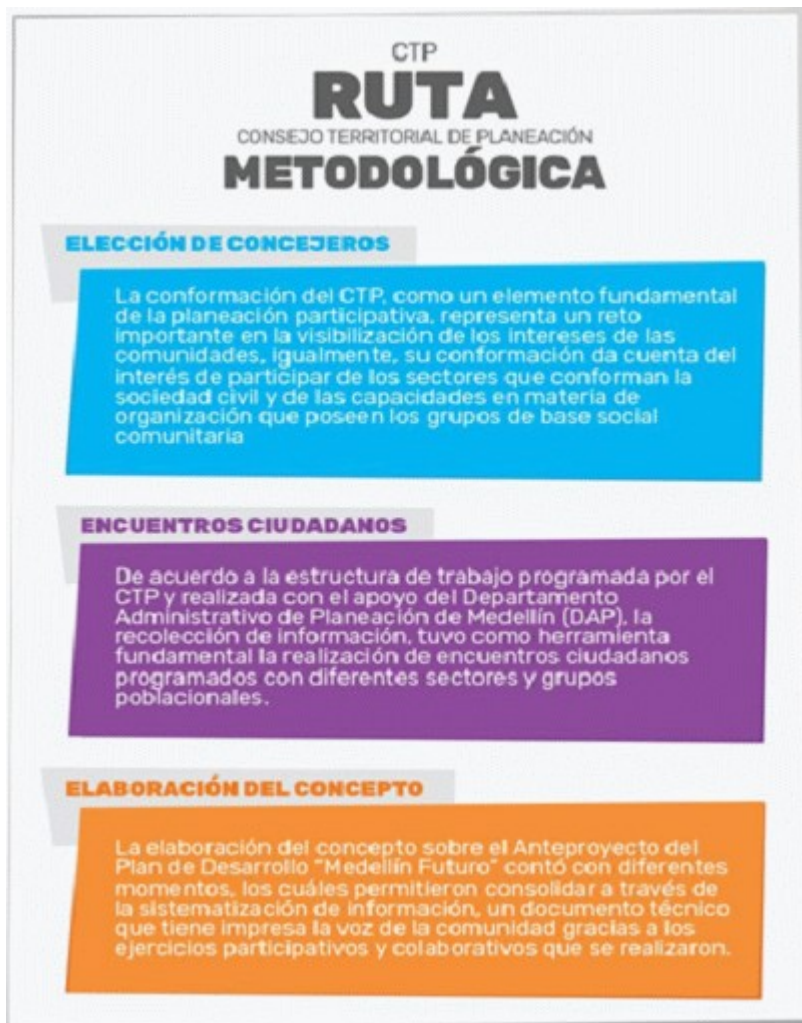 CTP
RUTA
CONSEJO TERRITORIAL DE PLANEACIÓN
METODOLÓGICA
ELECCIÓN DE CONCEJEROS
La conformación del CTP, como un elemento fundamental
de la planeación participativa, representa un reto
importante en la visibilización de los intereses de las
comunidades, igualmente, su conformación da cuenta del
interés de participar de los sectores que conforman la
sociedad civil y de las capacidades en materia de
organización que poseen los grupos de base social
comunitaria
ENCUENTROS CIUDADANOS
De acuerdo a la estructura de trabajo programada por el
CTP y realizada con el apoyo del Departamento
Administrativo de Planeación de Medellín (DAP), la
recolección de información, tuvo como herramienta
fundamental la realización de encuentros ciudadanos
programados con diferentes sectores y grupos
poblacionales.
ELABORACIÓN DEL CONCEPTO
La elaboración del concepto sobre el Anteproyecto del
Plan de Desarrollo "Medellín Futuro" contó con diferentes
momentos, los cuáles permitieron consolidar a través de
la sistematización de información, un documento técnico
que tiene impresa la voz de la comunidad gracias a los
ejercicios participativos y colaborativos que se realizaron.